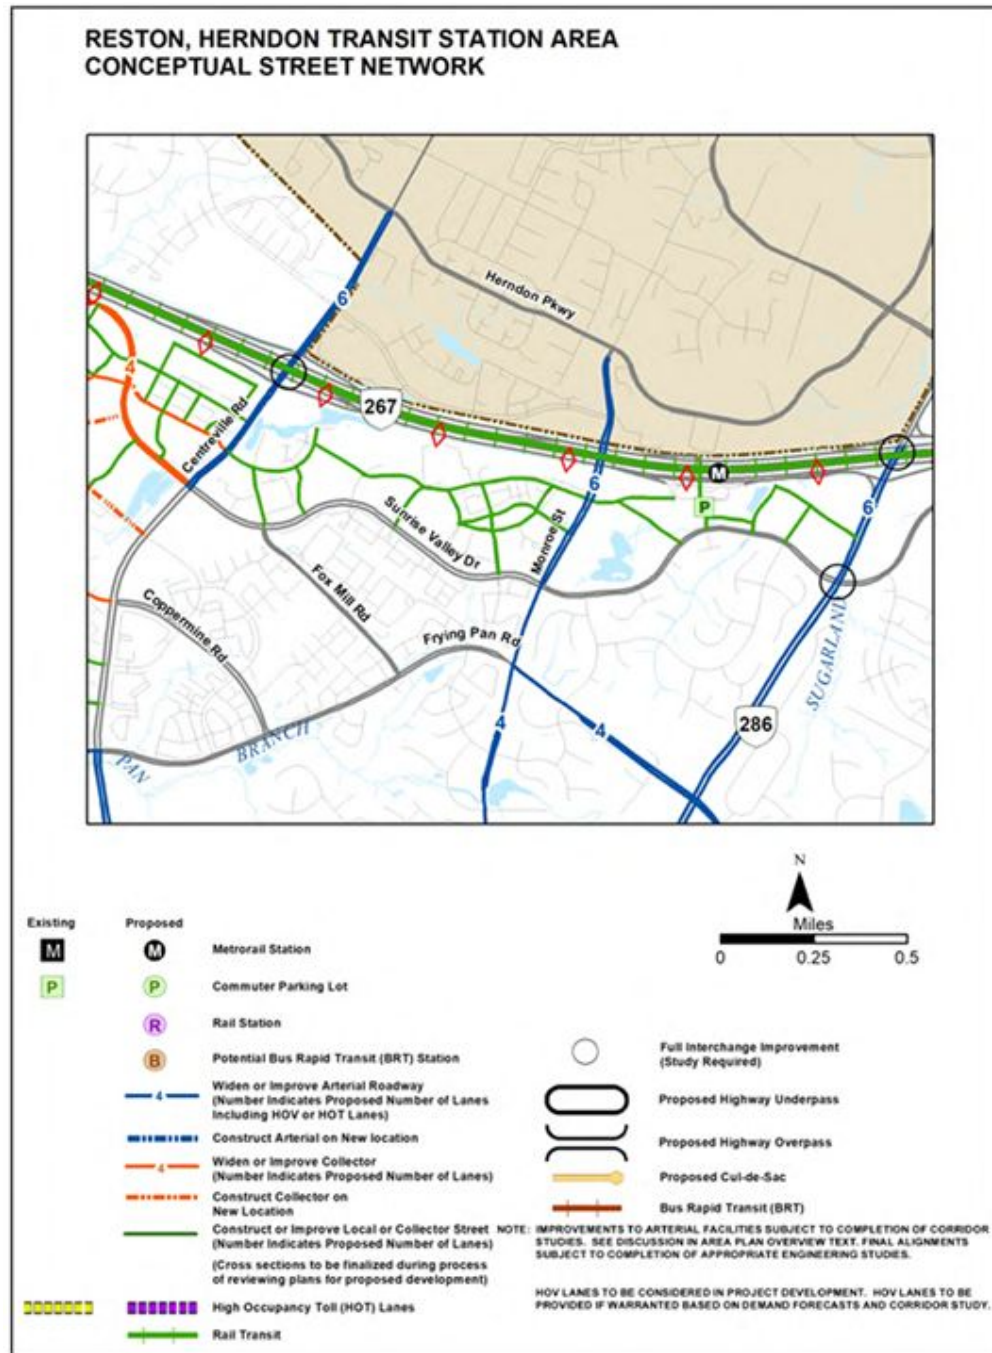 RESTON, HERNDON TRANSIT STATION AREA
CONCEPTUAL STREET NETWORK
6
Herndon Pkwy
4
267
Centreville Rd
M
6
P
6
Sunrise Valley Dr
Monroe St
Fox Mill Rd
Coppermine Rd
Frying Pan Rd
SUGARLAND
286
4
4
BRANCH
PAN
N
Miles
0 0.25 0.5
Existing Proposed
M M Metrorail Station
P P Commuter Parking Lot
R Rail Station
B Potential Bus Rapid Transit (BRT) Station
4 Widen or Improve Arterial Roadway
(Number Indicates Proposed Number of Lanes
Including HOV or HOT Lanes)
Construct Arterial on New location
4 Widen or Improve Collector
(Number Indicates Proposed Number of Lanes)
Construct Collector on
New Location
Construct or Improve Local or Collector Street
(Number Indicates Proposed Number of Lanes)
(Cross sections to be finalized during process
of reviewing plans for proposed development)
High Occupancy Toll (HOT) Lanes
Rail Transit
Full Interchange Improvement
(Study Required)
Proposed Highway Underpass
Proposed Highway Overpass
Proposed Cul-de-Sac
Bus Rapid Transit (BRT)
NOTE: IMPROVEMENTS TO ARTERIAL FACILITIES SUBJECT TO COMPLETION OF CORRIDOR
STUDIES. SEE DISCUSSION IN AREA PLAN OVERVIEW TEXT. FINAL ALIGNMENTS
SUBJECT TO COMPLETION OF APPROPRIATE ENGINEERING STUDIES.
HOV LANES TO BE CONSIDERED IN PROJECT DEVELOPMENT. HOV LANES TO BE
PROVIDED IF WARRANTED BASED ON DEMAND FORECASTS AND CORRIDOR STUDY.